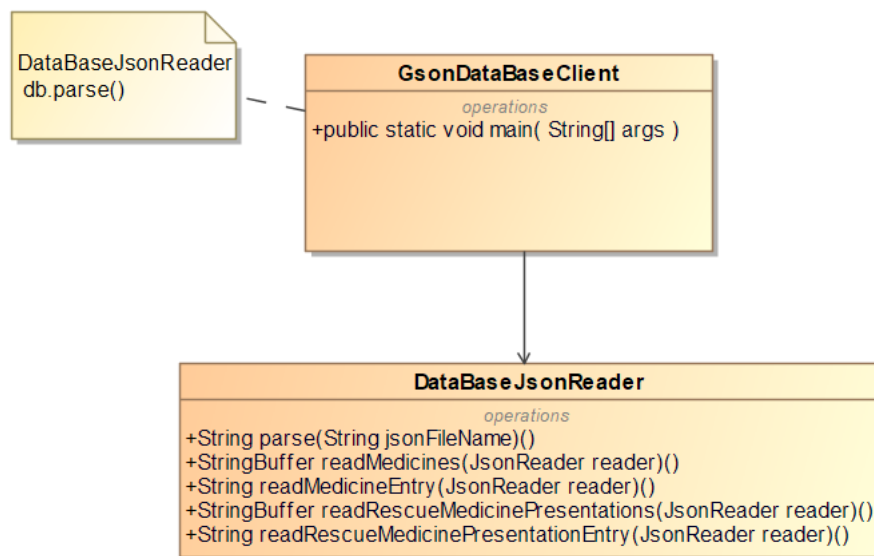 DataBaseJsonReader
db.parse()
GsonDataBaseClient
operations
+public static void main( String[] args )
DataBaseJsonReader
operations
+String parse(String jsonFileName)()
+StringBuffer readMedicines(JsonReader reader)()
+String readMedicineEntry(JsonReader reader)()
+StringBuffer readRescueMedicinePresentations(JsonReader reader)()
+String readRescueMedicinePresentationEntry(JsonReader reader)()